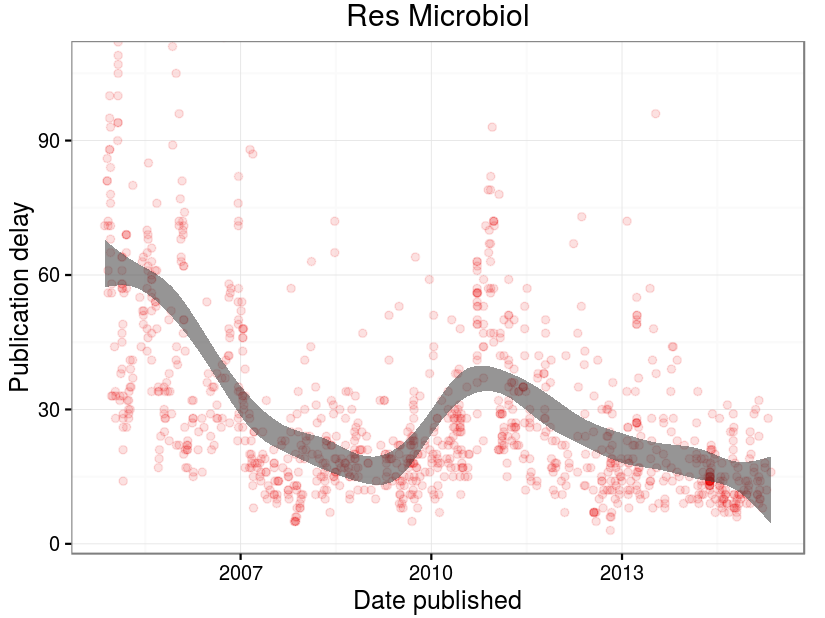 Res Microbiol
Publication delay
90
60
30
0
2007 2010 2013
Date published